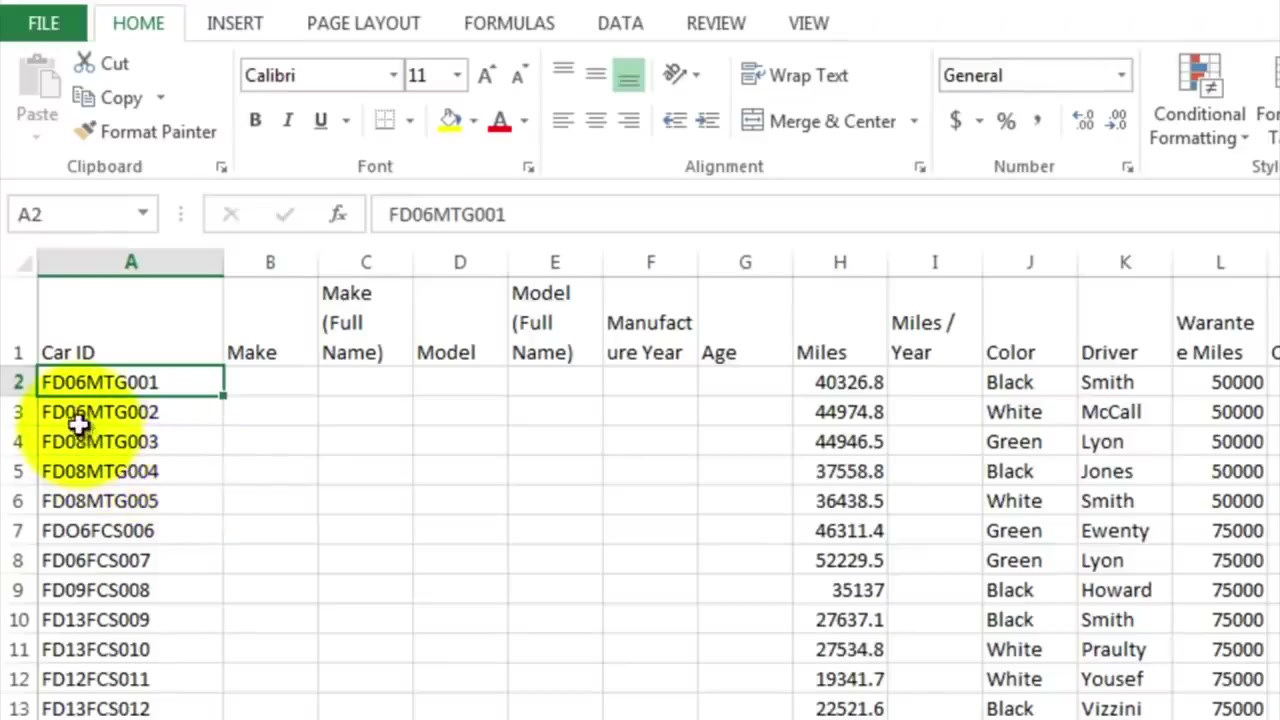 FILE HOME INSERT PAGE LAYOUT FORMULAS DATA REVIEW VIEW
Paste
Cut
Copy
Format Painter
Clipboard
Calibri 11
A A
B I U A
Font
Wrap Text
Merge & Center
Alignment
General
$ % ,
Number
Conditional
Formatting
For
Ta
Style
A2 fx FD06MTG001
A B C D E F G H I J K L
1 Car ID Make Make (Full Name) Model Model (Full Name) Manufact ure Year Age Miles Miles / Year Color Driver Warante e Miles C
2 FD06MTG001 40326.8 Black Smith 50000
3 FD06MTG002 44974.8 White McCall 50000
4 FD08MTG003 44946.5 Green Lyon 50000
5 FD08MTG004 37558.8 Black Jones 50000
6 FD08MTG005 36438.5 White Smith 50000
7 FDO6FCS006 46311.4 Green Ewenty 75000
8 FD06FCS007 52229.5 Green Lyon 75000
9 FD09FCS008 35137 Black Howard 75000
10 FD13FCS009 27637.1 Black Smith 75000
11 FD13FCS010 27534.8 White Praulty 75000
12 FD12FCS011 19341.7 White Yousef 75000
13 FD13FCS012 22521.6 Black Vizzini 75000